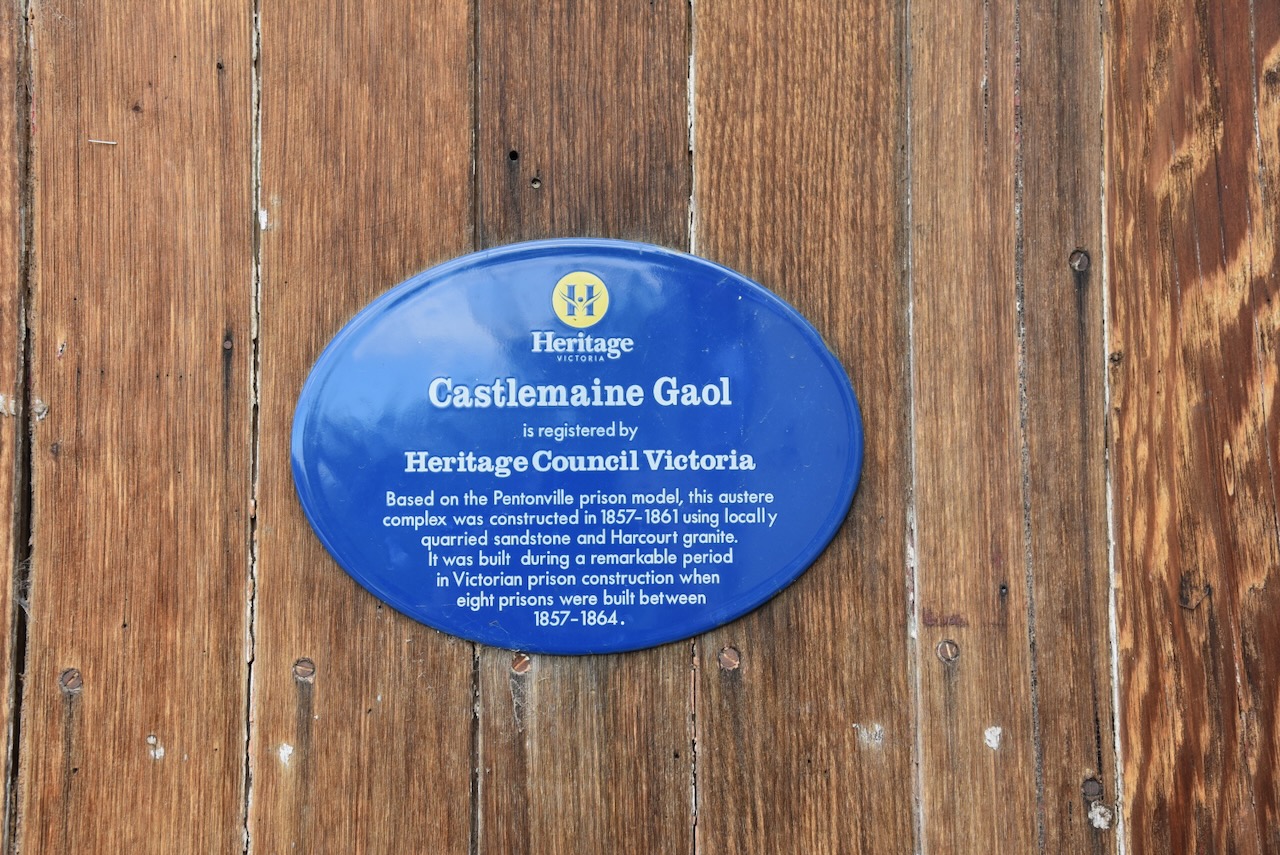 H
Heritage
VICTORIA
Castlemaine Gaol
is registered by
Heritage Council Victoria
Based on the Pentonville prison model, this austere
complex was constructed in 1857-1861 using locally
quarried sandstone and Harcourt granite.
It was built during a remarkable period
in Victorian prison construction when
eight prisons were built between
1857-1864.